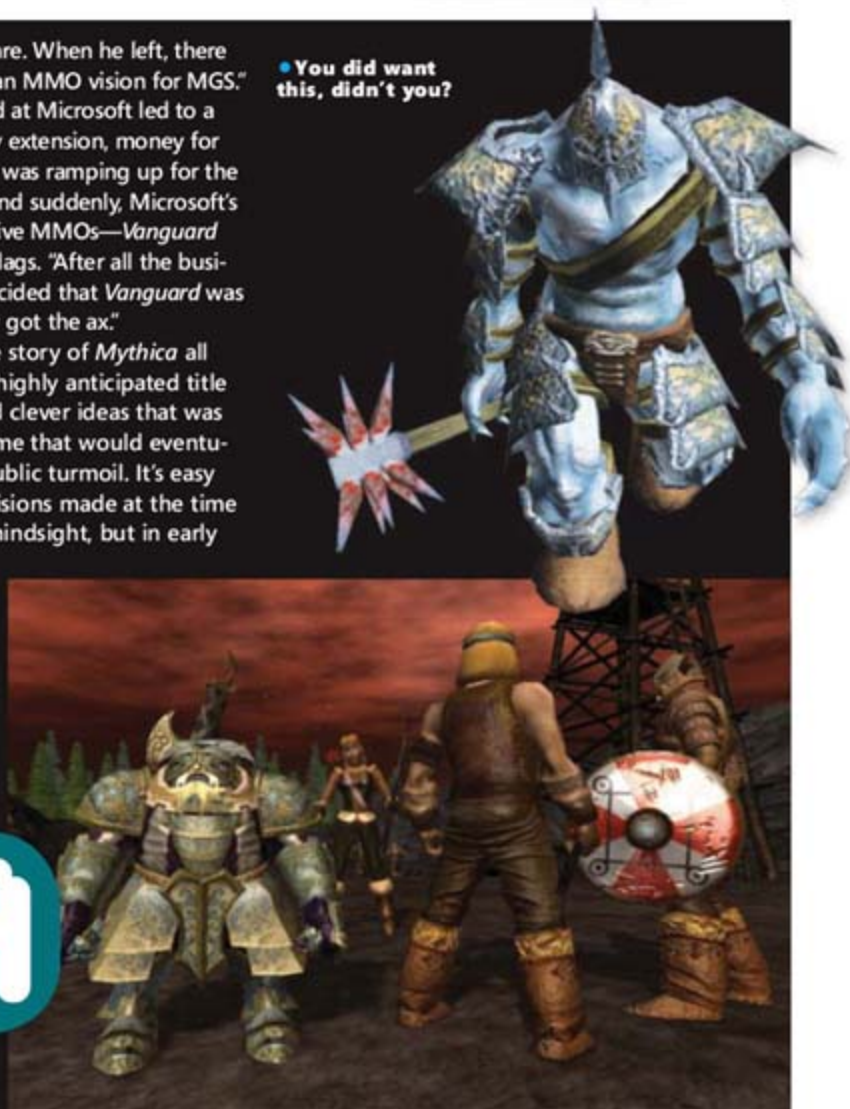 are. When he left, there
an MMO vision for MGS."
d at Microsoft led to a
y extension, money for
was ramping up for the
nd suddenly, Microsoft's
ive MMOs—Vanguard
lags. "After all the busi-
cided that Vanguard was
got the ax."
e story of Mythica all
highly anticipated title
d clever ideas that was
me that would eventu-
ublic turmoil. It's easy
isions made at the time
hindsight, but in early
• You did want
this, didn't you?